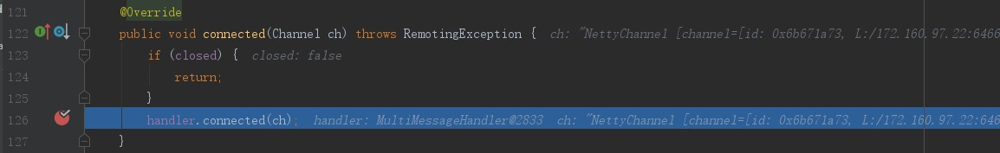 121 @Override
122 public void connected(Channel ch) throws RemotingException { ch: "NettyChannel [channel=[id: 0x6b671a73, L:/172.160.97.22:6466
123 if (closed) { closed: false
124 return;
125 }
126 handler.connected(ch); handler: MultiMessageHandler@2833 ch: "NettyChannel [channel=[id: 0x6b671a73, L:/172.160.97.22:646
127 }